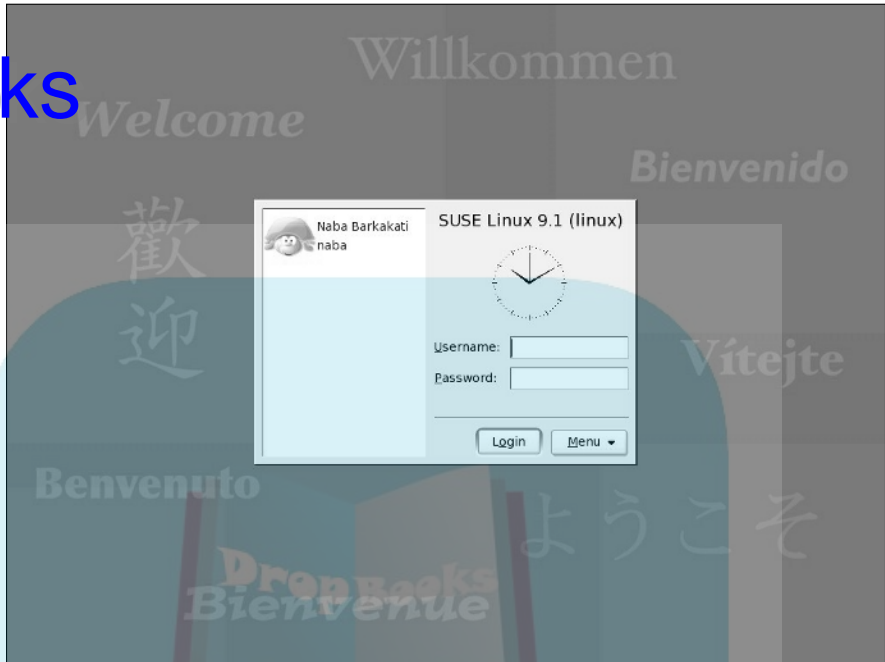 Willkommen
ks
Welcome
Bienvenido
歡
迎
Naba Barkakati
naba
SUSE Linux 9.1 (linux)
Username:
Vítejte
Password:
Login
Menu
Benvenuto
ようこそ
DropBooks
Bienvenue